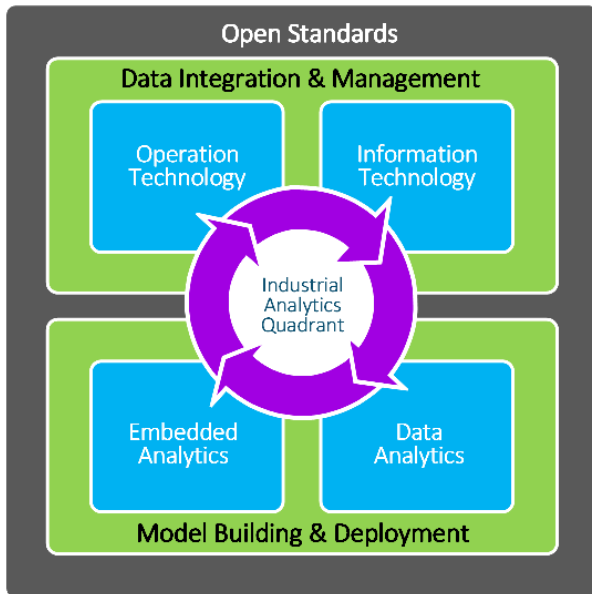 Open Standards
Data Integration & Management
Operation
Technology
Information
Technology
Industrial
Analytics
Quadrant
Embedded
Analytics
Data
Analytics
Model Building & Deployment